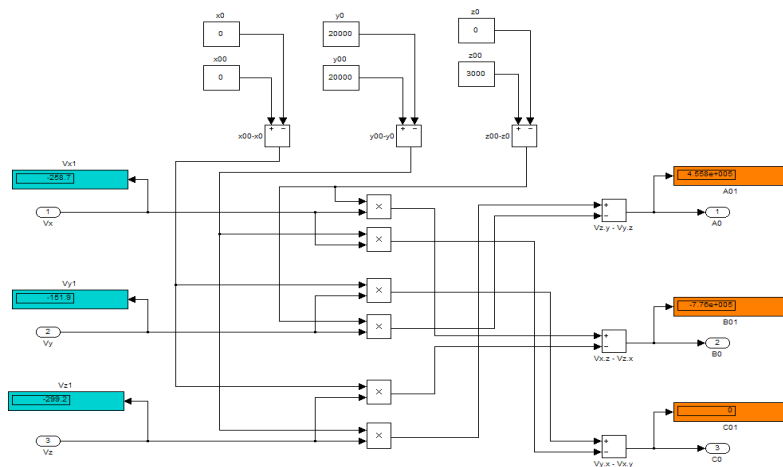 x0
0
y0
20000
z0
0
x00
0
y00
20000
z00
3000
+ −
x00-x0
+ −
y00-y0
+ −
z00-z0
Vx1
-258.7
1
Vx
Vy1
-151.9
2
Vy
Vz1
-299.2
3
Vz
×
×
×
×
×
×
+
−
Vz.y - Vy.z
+
−
Vx.z - Vz.x
+
−
Vy.x - Vx.y
4.558e+005
A01
1
A0
-7.76e+005
B01
2
B0
0
C01
3
C0